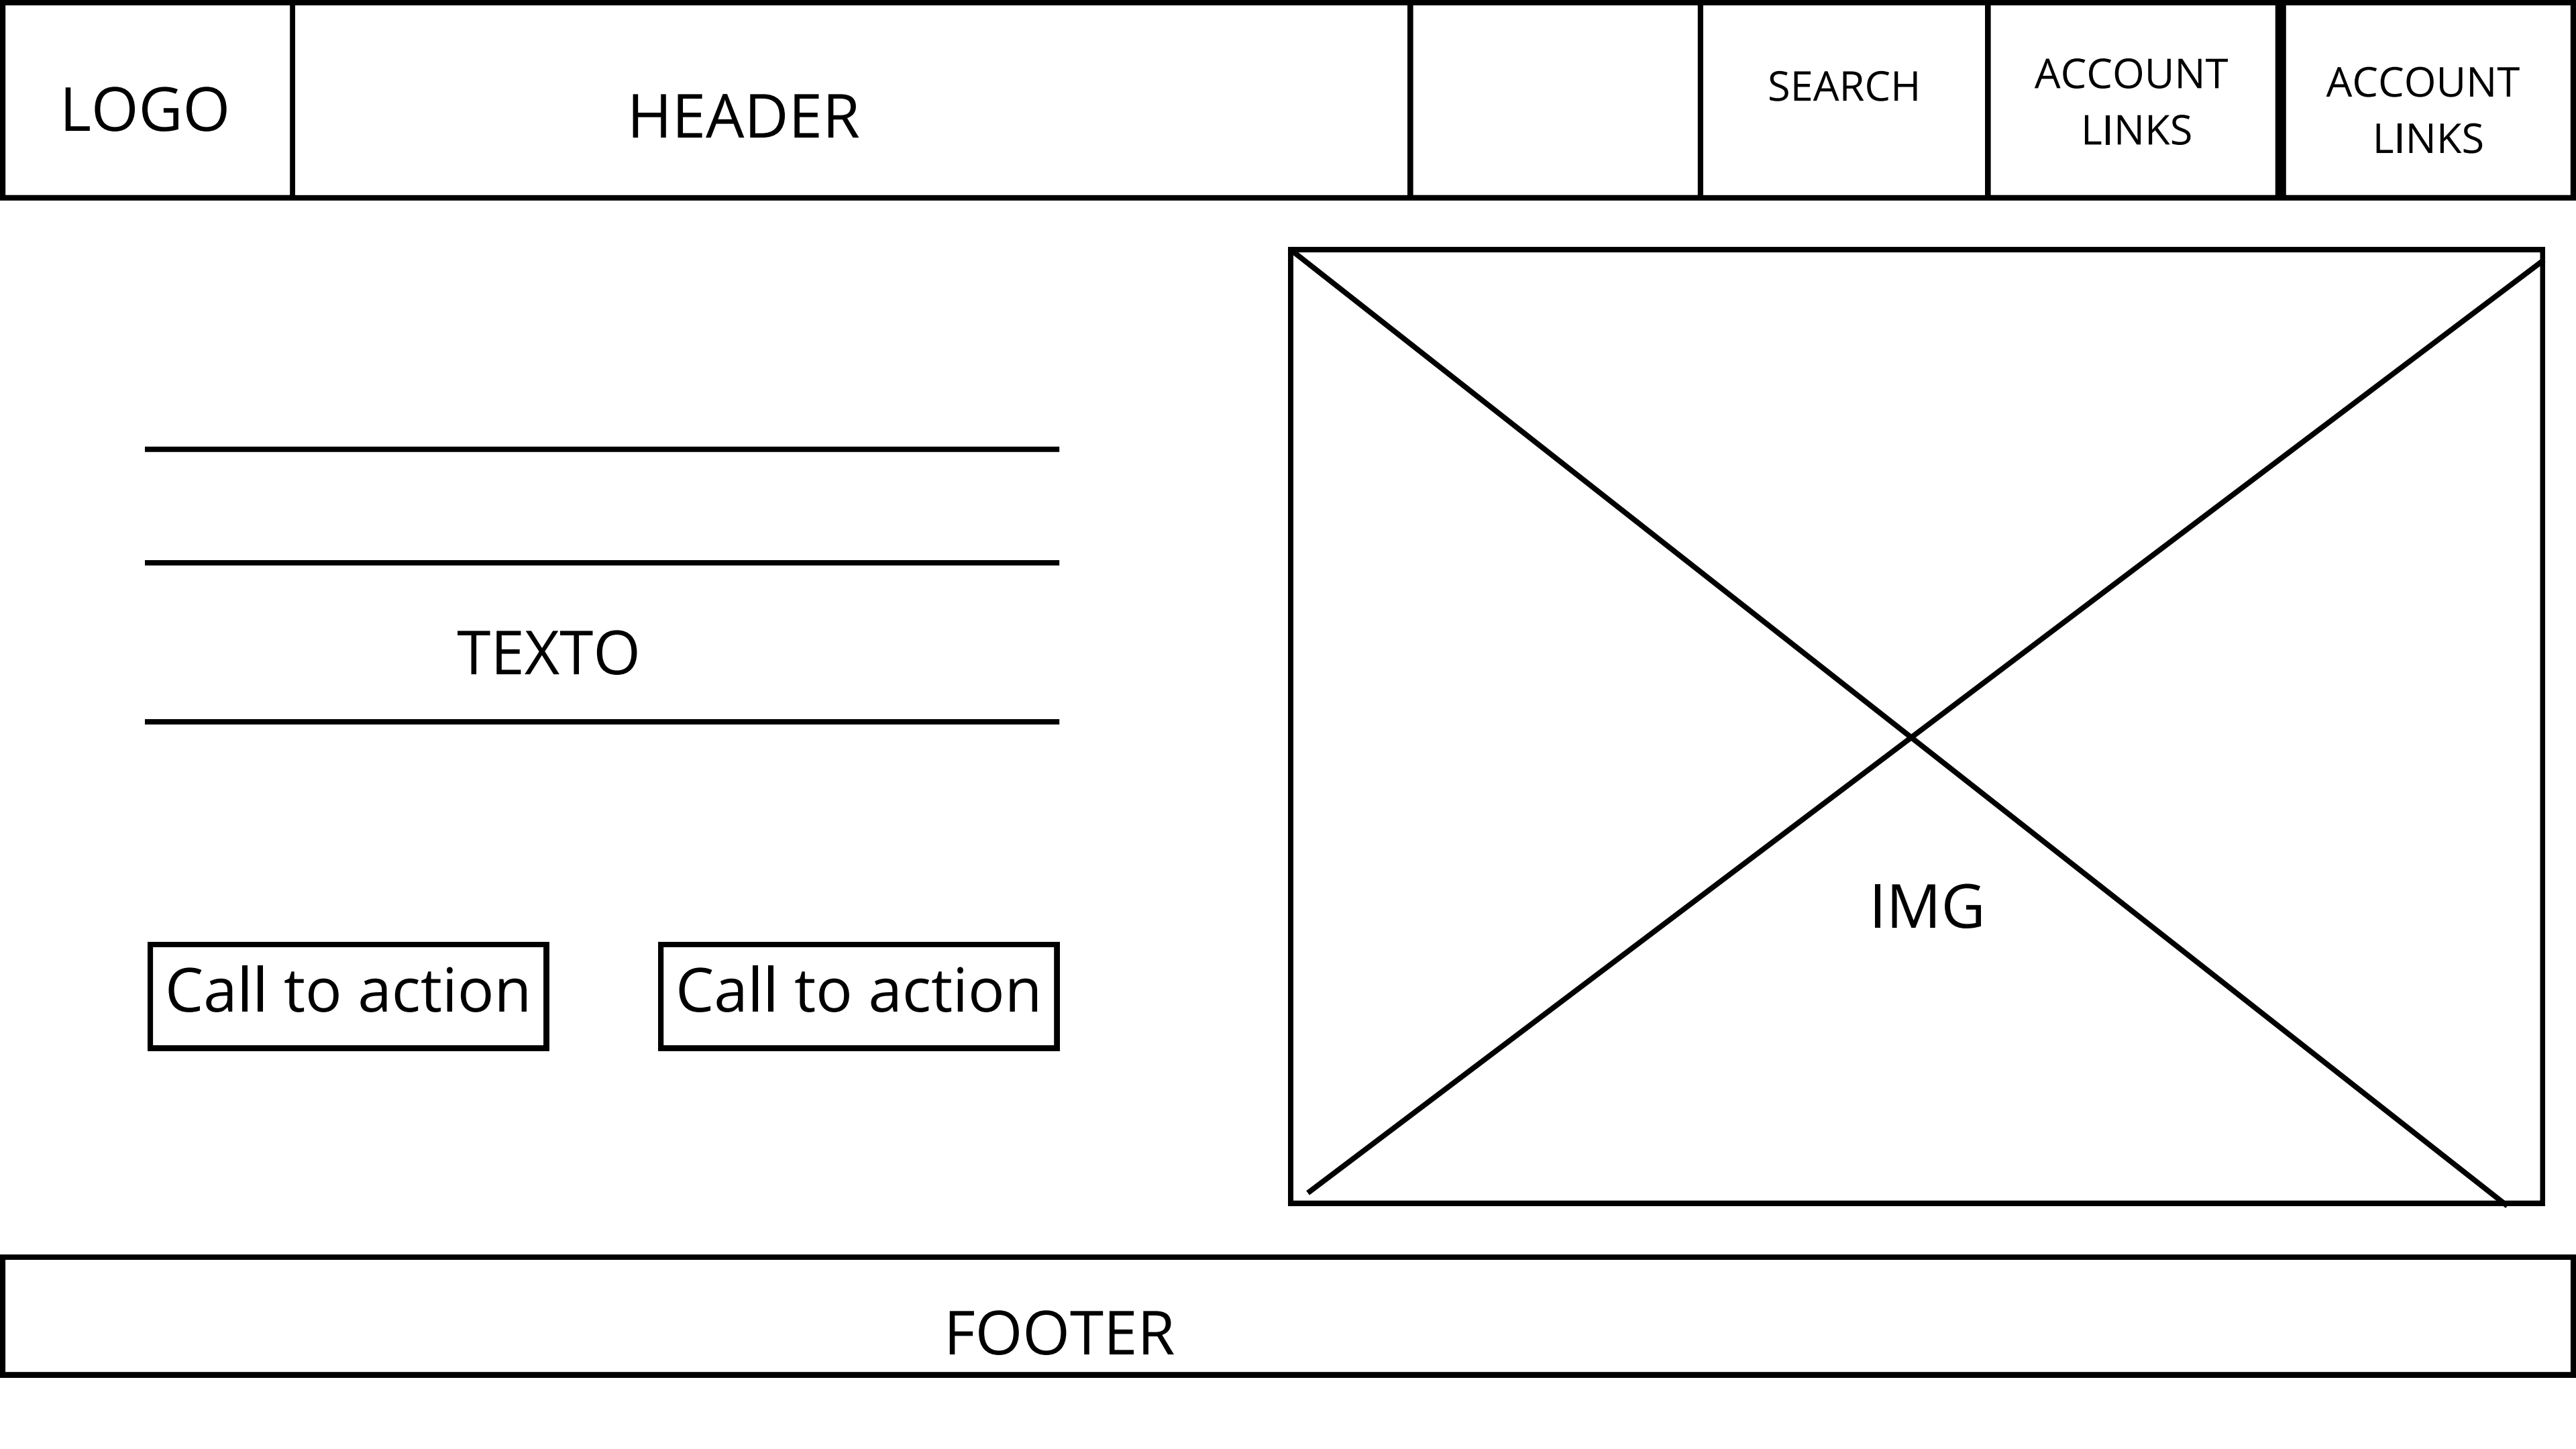 LOGO
HEADER
SEARCH
ACCOUNT
LINKS
ACCOUNT
LINKS
TEXTO
Call to action
Call to action
IMG
FOOTER